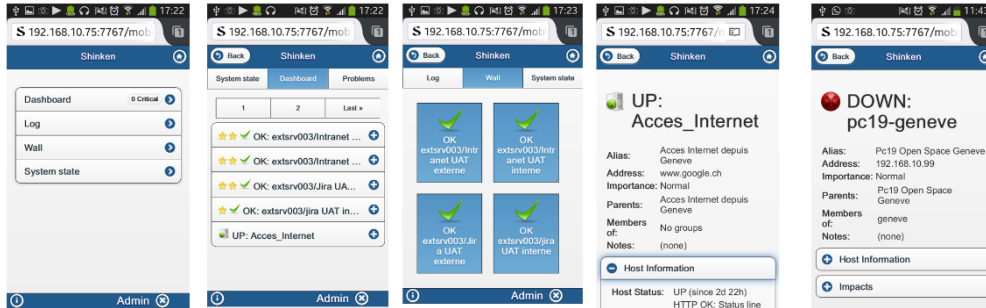 17:22
S 192.168.10.75:7767/mob
Shinken
Dashboard
0 Critical
Log
Wall
System state
Admin
17:22
S 192.168.10.75:7767/mob
Back
Shinken
System state
Dashboard
Problems
1
2
Last »
OK: extsrv003/Intranet ...
OK: extsrv003/Intranet ...
OK: extsrv003/Jira UA...
OK: extsrv003/jira UAT in...
UP: Acces_Internet
Admin
17:23
S 192.168.10.75:7767/mob
Back
Shinken
Log
Wall
System state
OK
extsrv003/Intr
anet UAT
externe
OK
extsrv003/Intr
anet UAT
interne
OK
extsrv003/Jir
a UAT
externe
OK
extsrv003/jira
UAT interne
Admin
17:24
S 192.168.10.75:7767/n
Back
Shinken
UP:
Acces_Internet
Alias: Acces Internet depuis
Geneve
Address: www.google.ch
Importance: Normal
Parents: Acces Internet depuis
Geneve
Members
of: No groups
Notes: (none)
Host Information
Host Status: UP (since 2d 22h)
HTTP OK: Status line
11:43
S 192.168.10.75:7767/mob
Back
Shinken
DOWN:
pc19-geneve
Alias: Pc19 Open Space Geneve
Address: 192.168.10.99
Importance: Normal
Parents: Pc19 Open Space
Geneve
Members
of: geneve
Notes: (none)
Host Information
Impacts